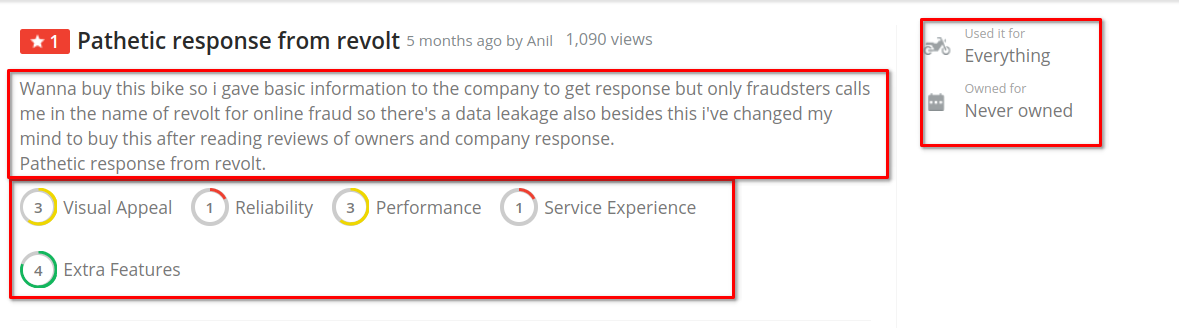 ★ 1 Pathetic response from revolt 5 months ago by Anil 1,090 views
Wanna buy this bike so i gave basic information to the company to get response but only fraudsters calls
me in the name of revolt for online fraud so there's a data leakage also besides this i've changed my
mind to buy this after reading reviews of owners and company response.
Pathetic response from revolt.
3 Visual Appeal 1 Reliability 3 Performance 1 Service Experience
4 Extra Features
Used it for
Everything
Owned for
Never owned